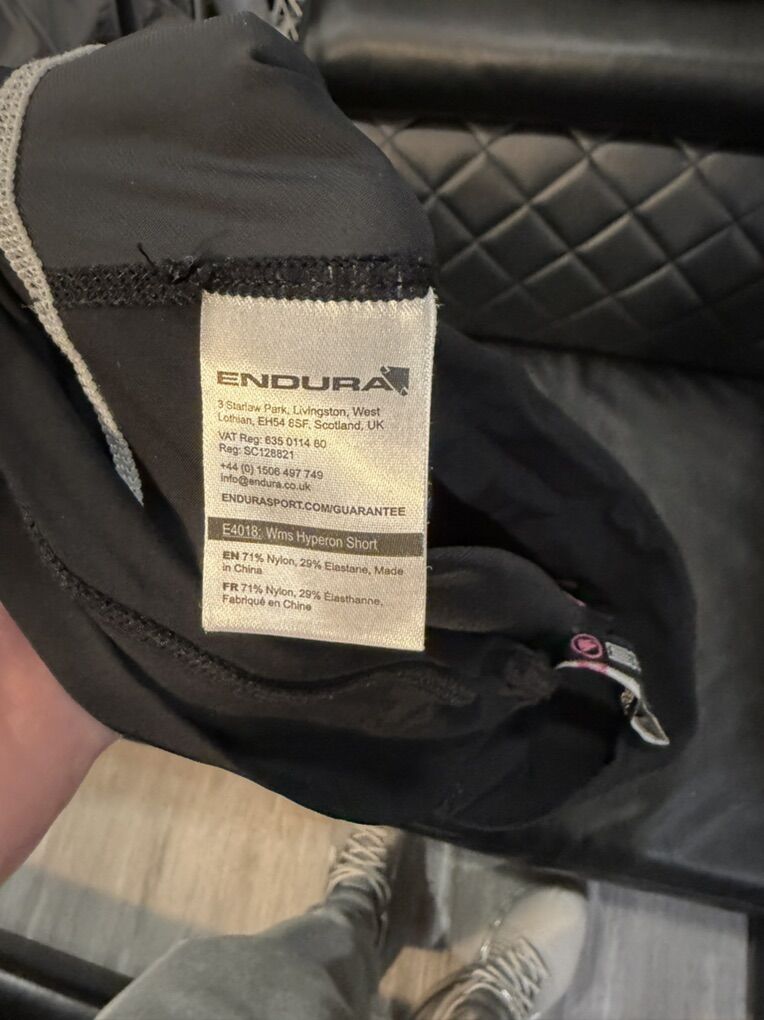 ENDURA
3 Starlaw Park, Livingston, West
Lothian, EH54 8SF, Scotland, UK
VAT Reg: 635 0114 60
Reg: SC128821
+44 (0) 1506 497 749
info@endura.co.uk
ENDURASPORT.COM/GUARANTEE
E4018: Wms Hyperon Short
EN 71% Nylon, 29% Elastane, Made
in China
FR 71% Nylon, 29% Élasthanne,
Fabriqué en Chine